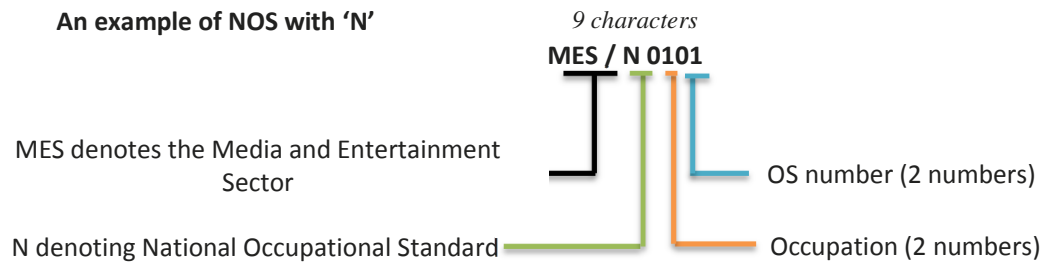 An example of NOS with ‘N’
9 characters
MES / N 0101
MES denotes the Media and Entertainment
Sector
OS number (2 numbers)
N denoting National Occupational Standard
Occupation (2 numbers)